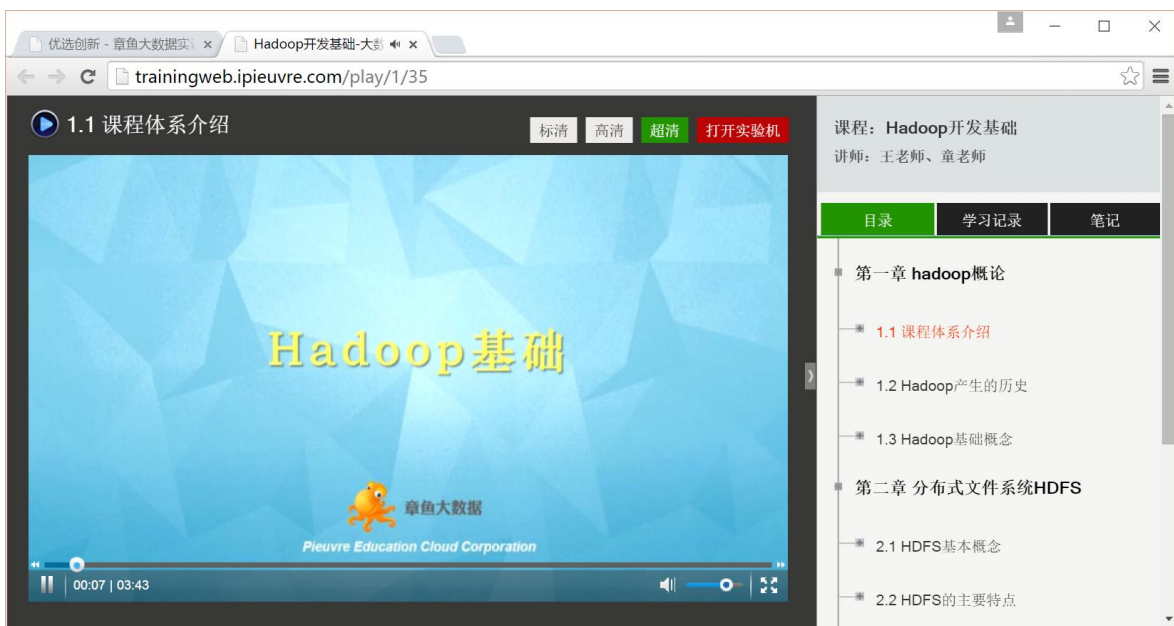 优选创新 - 章鱼大数据实
Hadoop开发基础-大数
trainingweb.ipieuvre.com/play/1/35
1.1 课程体系介绍
标清 高清 超清 打开实验机
Hadoop基础
章鱼大数据
Pieuvre Education Cloud Corporation
00:07 | 03:43
课程：Hadoop开发基础
讲师：王老师、童老师
目录 学习记录 笔记
第一章 hadoop概论
1.1 课程体系介绍
1.2 Hadoop产生的历史
1.3 Hadoop基础概念
第二章 分布式文件系统HDFS
2.1 HDFS基本概念
2.2 HDFS的主要特点